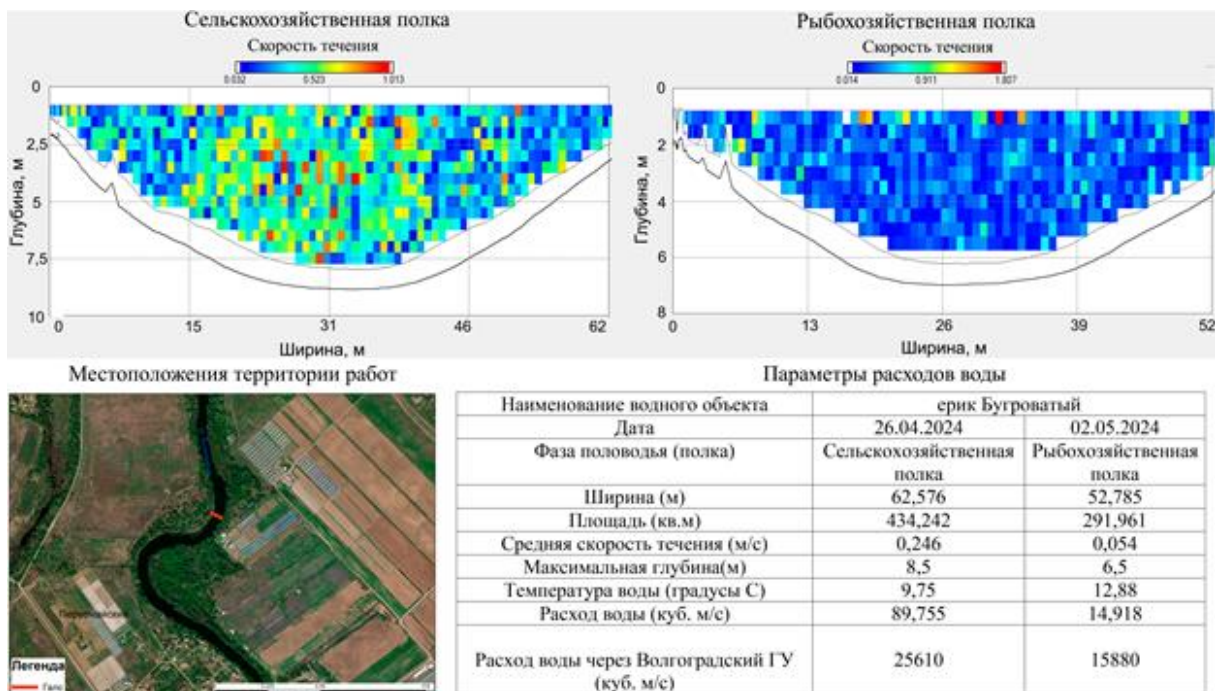 Сельскохозяйственная полка
Скорость течения
0.032 0.523 1.013
0
2,5
5
7,5
10
Глубина, м
0 15 31 46 62
Ширина, м
Рыбохозяйственная полка
Скорость течения
0.014 0.911 1.807
0
2
4
6
8
Глубина, м
0 13 26 39 52
Ширина, м
Местоположения территории работ
Легенда
Параметры расходов воды
Наименование водного объекта ерик Бугроватый
Дата 26.04.2024 02.05.2024
Фаза половодья (полка) Сельскохозяйственная Рыбохозяйственная
полка полка
Ширина (м) 62,576 52,785
Площадь (кв.м) 434,242 291,961
Средняя скорость течения (м/с) 0,246 0,054
Максимальная глубина(м) 8,5 6,5
Температура воды (градусы С) 9,75 12,88
Расход воды (куб. м/с) 89,755 14,918
Расход воды через Волгоградский ГУ 25610 15880
(куб. м/с)